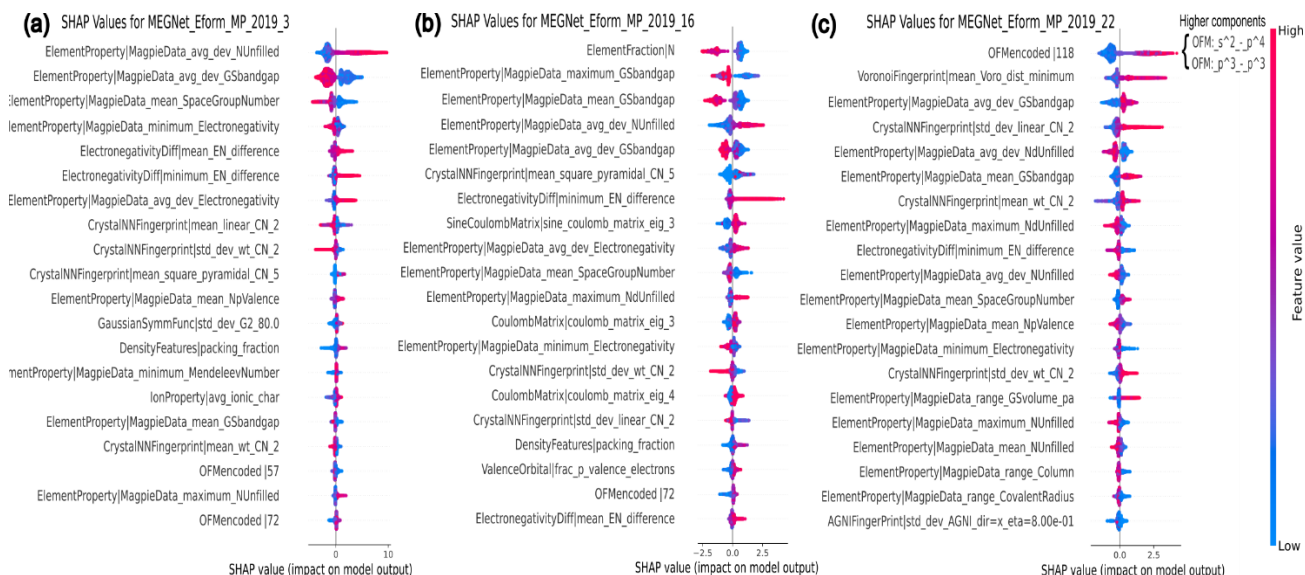 (a) SHAP Values for MEGNet_Eform_MP_2019_3
ElementProperty|MagpieData_avg_dev_NUnfilled
ElementProperty|MagpieData_avg_dev_GSbandgap
ElementProperty|MagpieData_mean_SpaceGroupNumber
lementProperty|MagpieData_minimum_Electronegativity
ElectronegativityDiff|mean_EN_difference
ElectronegativityDiff|minimum_EN_difference
ElementProperty|MagpieData_avg_dev_Electronegativity
CrystalNNFingerprint|mean_linear_CN_2
CrystalNNFingerprint|std_dev_wt_CN_2
CrystalNNFingerprint|mean_square_pyramidal_CN_5
ElementProperty|MagpieData_mean_NpValence
GaussianSymmFunc|std_dev_G2_80.0
DensityFeatures|packing_fraction
mentProperty|MagpieData_minimum_MendeleevNumber
IonProperty|avg_ionic_char
ElementProperty|MagpieData_mean_GSbandgap
CrystalNNFingerprint|mean_wt_CN_2
OFMencoded |57
ElementProperty|MagpieData_maximum_NUnfilled
OFMencoded |72
0 10
SHAP value (impact on model output)
(b) SHAP Values for MEGNet_Eform_MP_2019_16
ElementFraction|N
ElementProperty|MagpieData_maximum_GSbandgap
ElementProperty|MagpieData_mean_GSbandgap
ElementProperty|MagpieData_avg_dev_NUnfilled
ElementProperty|MagpieData_avg_dev_GSbandgap
CrystalNNFingerprint|mean_square_pyramidal_CN_5
ElectronegativityDiff|minimum_EN_difference
SineCoulombMatrix|sine_coulomb_matrix_eig_3
ElementProperty|MagpieData_avg_dev_Electronegativity
ElementProperty|MagpieData_mean_SpaceGroupNumber
ElementProperty|MagpieData_maximum_NdUnfilled
CoulombMatrix|coulomb_matrix_eig_3
ElementProperty|MagpieData_minimum_Electronegativity
CrystalNNFingerprint|std_dev_wt_CN_2
CoulombMatrix|coulomb_matrix_eig_4
CrystalNNFingerprint|std_dev_linear_CN_2
DensityFeatures|packing_fraction
ValenceOrbital|frac_p_valence_electrons
OFMencoded |72
ElectronegativityDiff|mean_EN_difference
−2.5 0.0 2.5
SHAP value (impact on model output)
(c) SHAP Values for MEGNet_Eform_MP_2019_22
OFMencoded |118
VoronoiFingerprint|mean_Voro_dist_minimum
ElementProperty|MagpieData_avg_dev_GSbandgap
CrystalNNFingerprint|std_dev_linear_CN_2
ElementProperty|MagpieData_avg_dev_NdUnfilled
ElementProperty|MagpieData_mean_GSbandgap
CrystalNNFingerprint|mean_wt_CN_2
ElementProperty|MagpieData_maximum_NdUnfilled
ElectronegativityDiff|minimum_EN_difference
ElementProperty|MagpieData_avg_dev_NUnfilled
ElementProperty|MagpieData_mean_SpaceGroupNumber
ElementProperty|MagpieData_mean_NpValence
ElementProperty|MagpieData_minimum_Electronegativity
CrystalNNFingerprint|std_dev_wt_CN_2
ElementProperty|MagpieData_range_GSvolume_pa
ElementProperty|MagpieData_maximum_NUnfilled
ElementProperty|MagpieData_mean_NUnfilled
ElementProperty|MagpieData_range_Column
ElementProperty|MagpieData_range_CovalentRadius
AGNIFingerPrint|std_dev_AGNI_dir=x_eta=8.00e-01
0.0 2.5
SHAP value (impact on model output)
Higher components
OFM:_s^2_-_p^4
OFM:_p^3_-_p^3
High
Feature value
Low